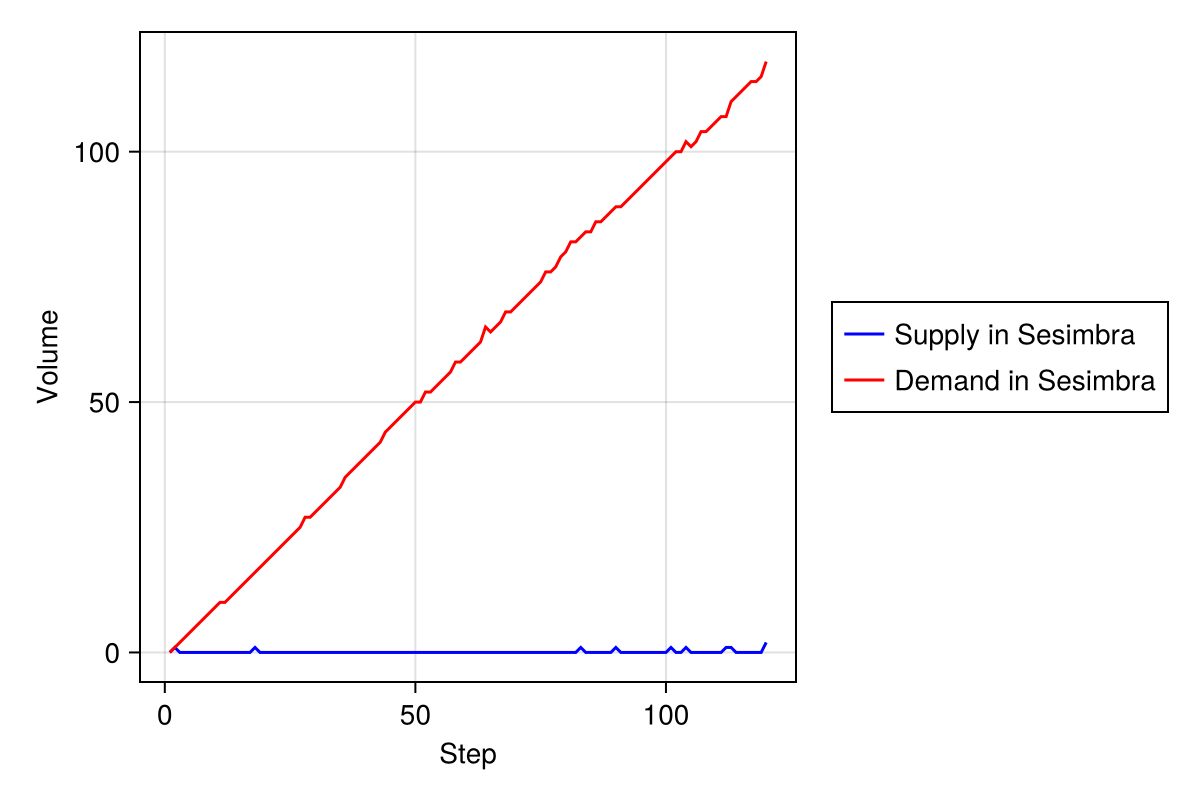 100
50
0
Volume
0 50 100
Step
Supply in Sesimbra
Demand in Sesimbra